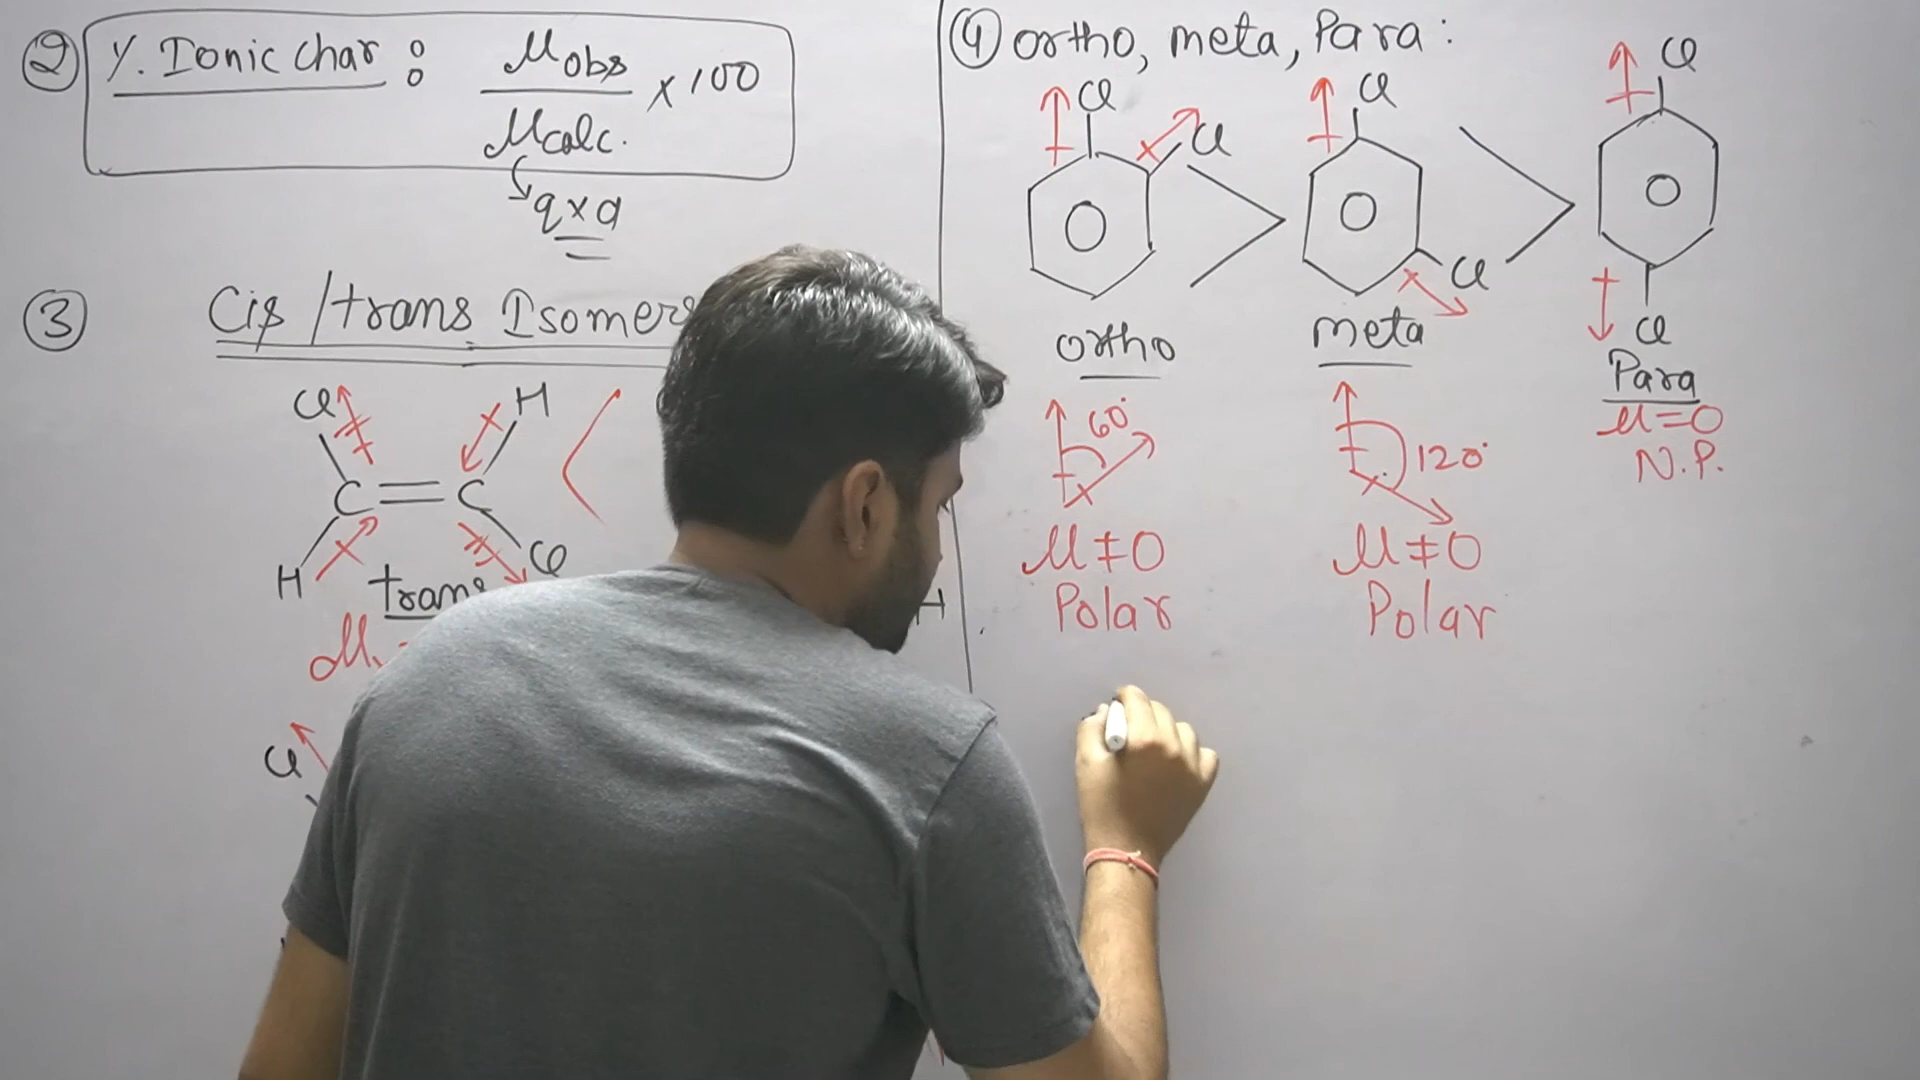 ② Y. Ionic Char : μobs / μcalc. × 100
q×d
③ Cis/trans Isomers
Cl H
C=C
H Cl
trans
Cl
H
④ ortho, meta, Para :
Cl Cl
ortho
60°
μ≠0
Polar
Cl Cl
meta
120°
μ≠0
Polar
Cl
Cl
Para
μ=0
N.P.